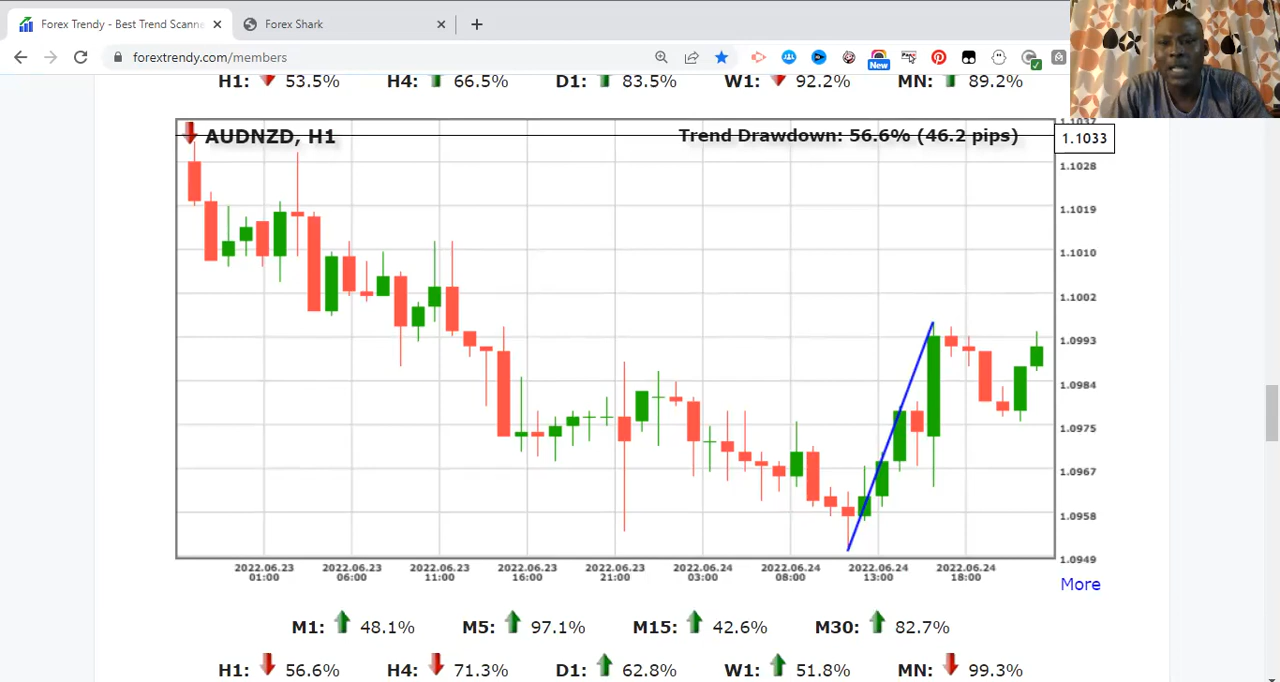 Forex Trendy - Best Trend Scanne
Forex Shark
forextrendy.com/members
New
H1: 53.5% H4: 66.5% D1: 83.5% W1: 92.2% MN: 89.2%
AUDNZD, H1
Trend Drawdown: 56.6% (46.2 pips)
1.1037
1.1033
1.1028
1.1019
1.1010
1.1002
1.0993
1.0984
1.0975
1.0967
1.0958
1.0949
2022.06.23 2022.06.23 2022.06.23 2022.06.23 2022.06.23 2022.06.24 2022.06.24 2022.06.24 2022.06.24
01:00 06:00 11:00 16:00 21:00 03:00 08:00 13:00 18:00
More
M1: 48.1% M5: 97.1% M15: 42.6% M30: 82.7%
H1: 56.6% H4: 71.3% D1: 62.8% W1: 51.8% MN: 99.3%